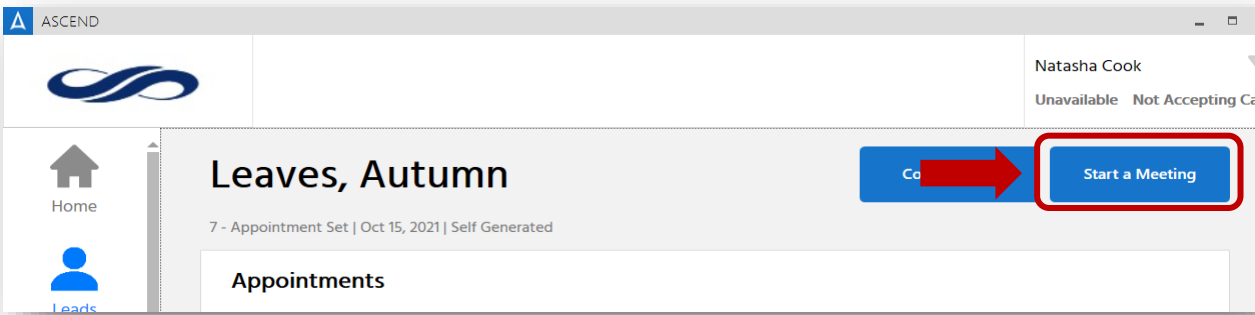 ASCEND
Natasha Cook
Unavailable Not Accepting
Home
Leaves, Autumn
Start a Meeting
7 - Appointment Set | Oct 15, 2021 | Self Generated
Leads
Appointments